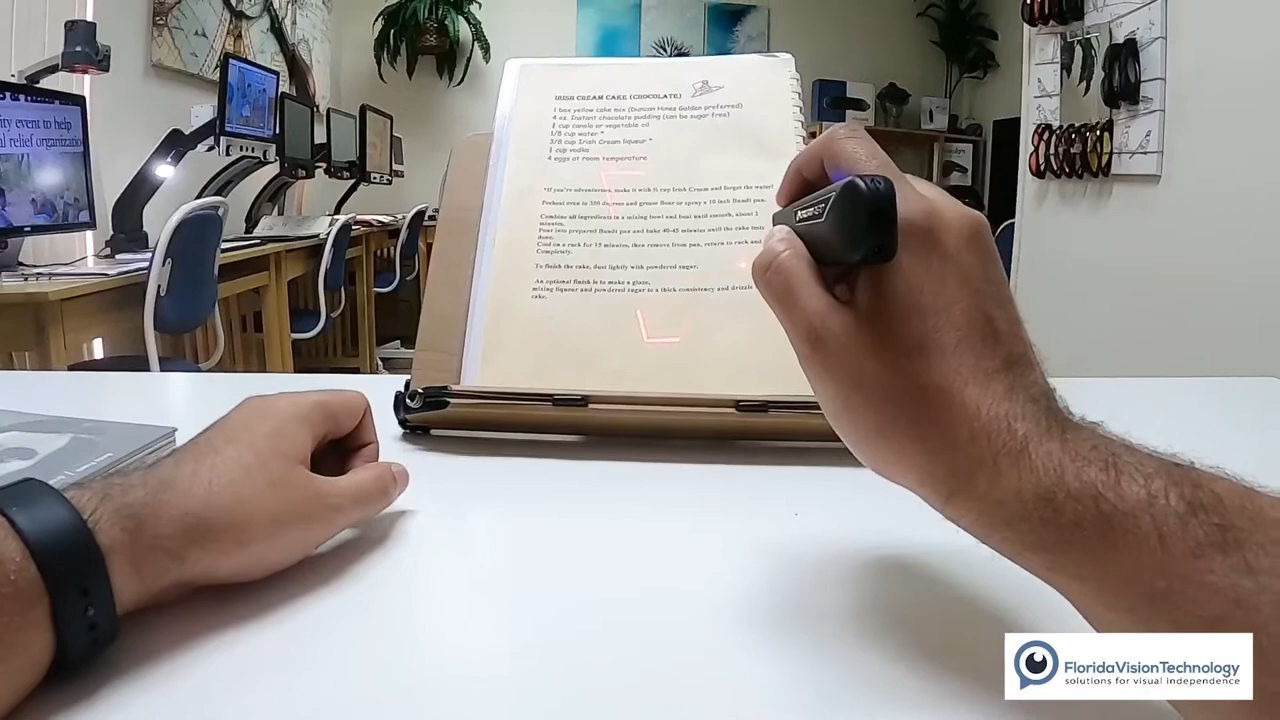 ity event to help
l relief organization
IRISH CREAM CAKE (CHOCOLATE)
1 box yellow cake mix (Duncan Hines Golden preferred)
4 oz. Instant chocolate pudding (can be sugar free)
cup canola or vegetable oil
1/8 cup water *
3/8 cup Irish Cream liqueur *
cup vodka
4 eggs at room temperature
*If you're adventurous, make it with ½ cup Irish Cream and forget the water!
Preheat oven to 350 degrees and grease flour or spray a 10 inch Bundt pan.
Combine all ingredients in a mixing bowl and beat until smooth, about 2
minutes.
Pour into prepared Bundt pan and bake 40-45 minutes until the cake tests
done.
Cool on a rack for 15 minutes, then remove from pan, return to rack and
Completely.
To finish the cake, dust lightly with powdered sugar.
An optional finish is to make a glaze,
mixing liqueur and powdered sugar to a thick consistency and drizzle
cake.
FloridaVisionTechnology
solutions for visual independence